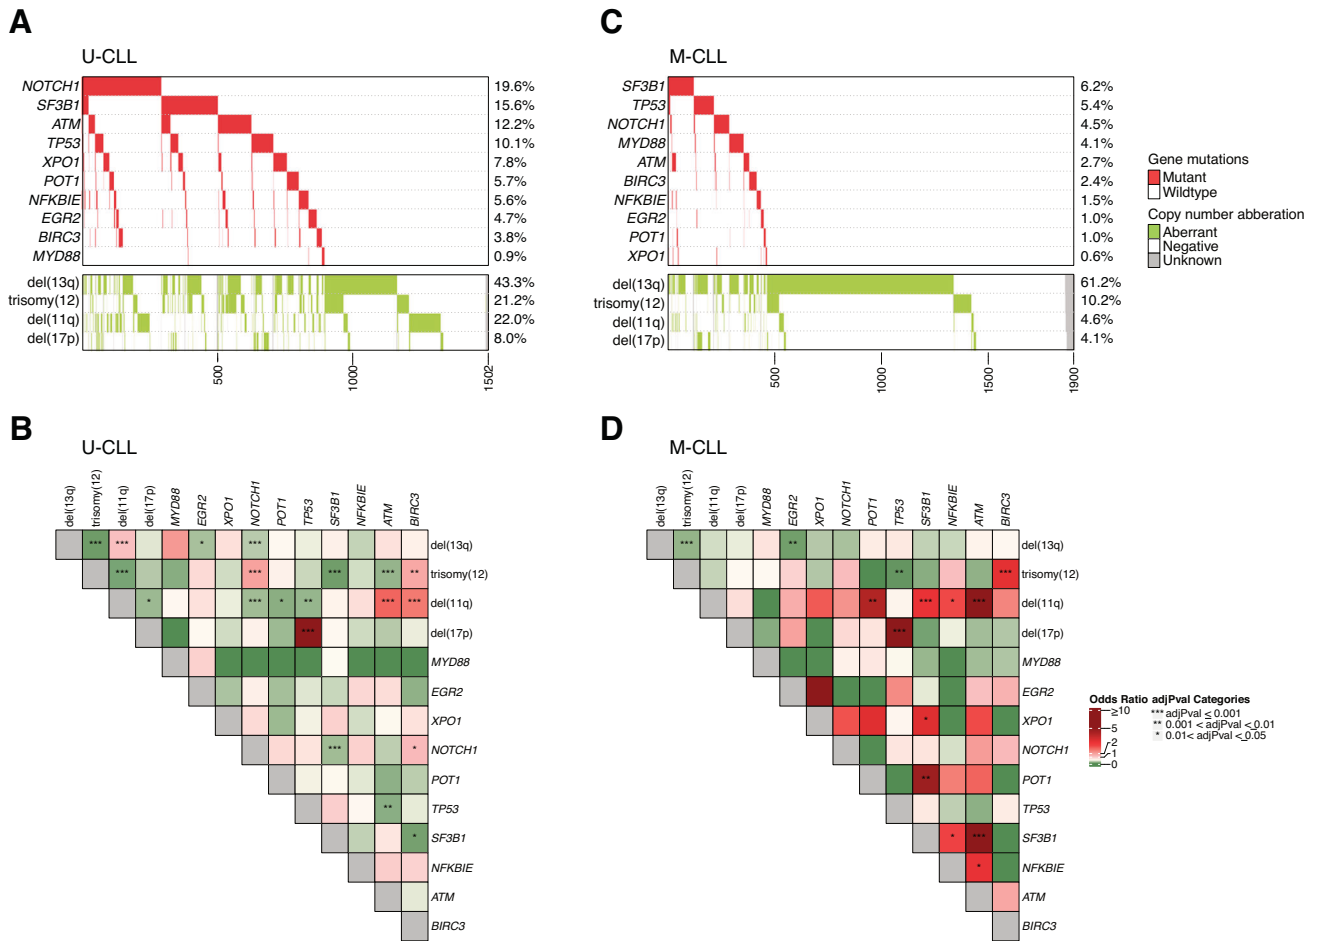 A
U-CLL
NOTCH1 19.6%
SF3B1 15.6%
ATM 12.2%
TP53 10.1%
XPO1 7.8%
POT1 5.7%
NFKBIE 5.6%
EGR2 4.7%
BIRC3 3.8%
MYD88 0.9%
del(13q) 43.3%
trisomy(12) 21.2%
del(11q) 22.0%
del(17p) 8.0%
500 1000 1502
C
M-CLL
SF3B1 6.2%
TP53 5.4%
NOTCH1 4.5%
MYD88 4.1%
ATM 2.7%
BIRC3 2.4%
NFKBIE 1.5%
EGR2 1.0%
POT1 1.0%
XPO1 0.6%
del(13q) 61.2%
trisomy(12) 10.2%
del(11q) 4.6%
del(17p) 4.1%
500 1000 1500 1900
Gene mutations
Mutant
Wildtype
Copy number abberation
Aberrant
Negative
Unknown
B
U-CLL
del(13q) trisomy(12) del(11q) del(17p) MYD88 EGR2 XPO1 NOTCH1 POT1 TP53 SF3B1 NFKBIE ATM BIRC3
*** *** * *** del(13q)
*** *** *** *** ** trisomy(12)
* *** * ** *** *** del(11q)
*** del(17p)
MYD88
EGR2
XPO1
*** * NOTCH1
POT1
** TP53
* SF3B1
NFKBIE
ATM
BIRC3
D
M-CLL
del(13q) trisomy(12) del(11q) del(17p) MYD88 EGR2 XPO1 NOTCH1 POT1 TP53 SF3B1 NFKBIE ATM BIRC3
*** ** del(13q)
** *** trisomy(12)
** *** * *** del(11q)
*** del(17p)
MYD88
EGR2
* XPO1
NOTCH1
** POT1
TP53
* *** SF3B1
* NFKBIE
ATM
BIRC3
Odds Ratio adjPval Categories
≥10
5
2
1
0
*** adjPval ≤ 0.001
** 0.001 < adjPval ≤ 0.01
* 0.01< adjPval ≤ 0.05